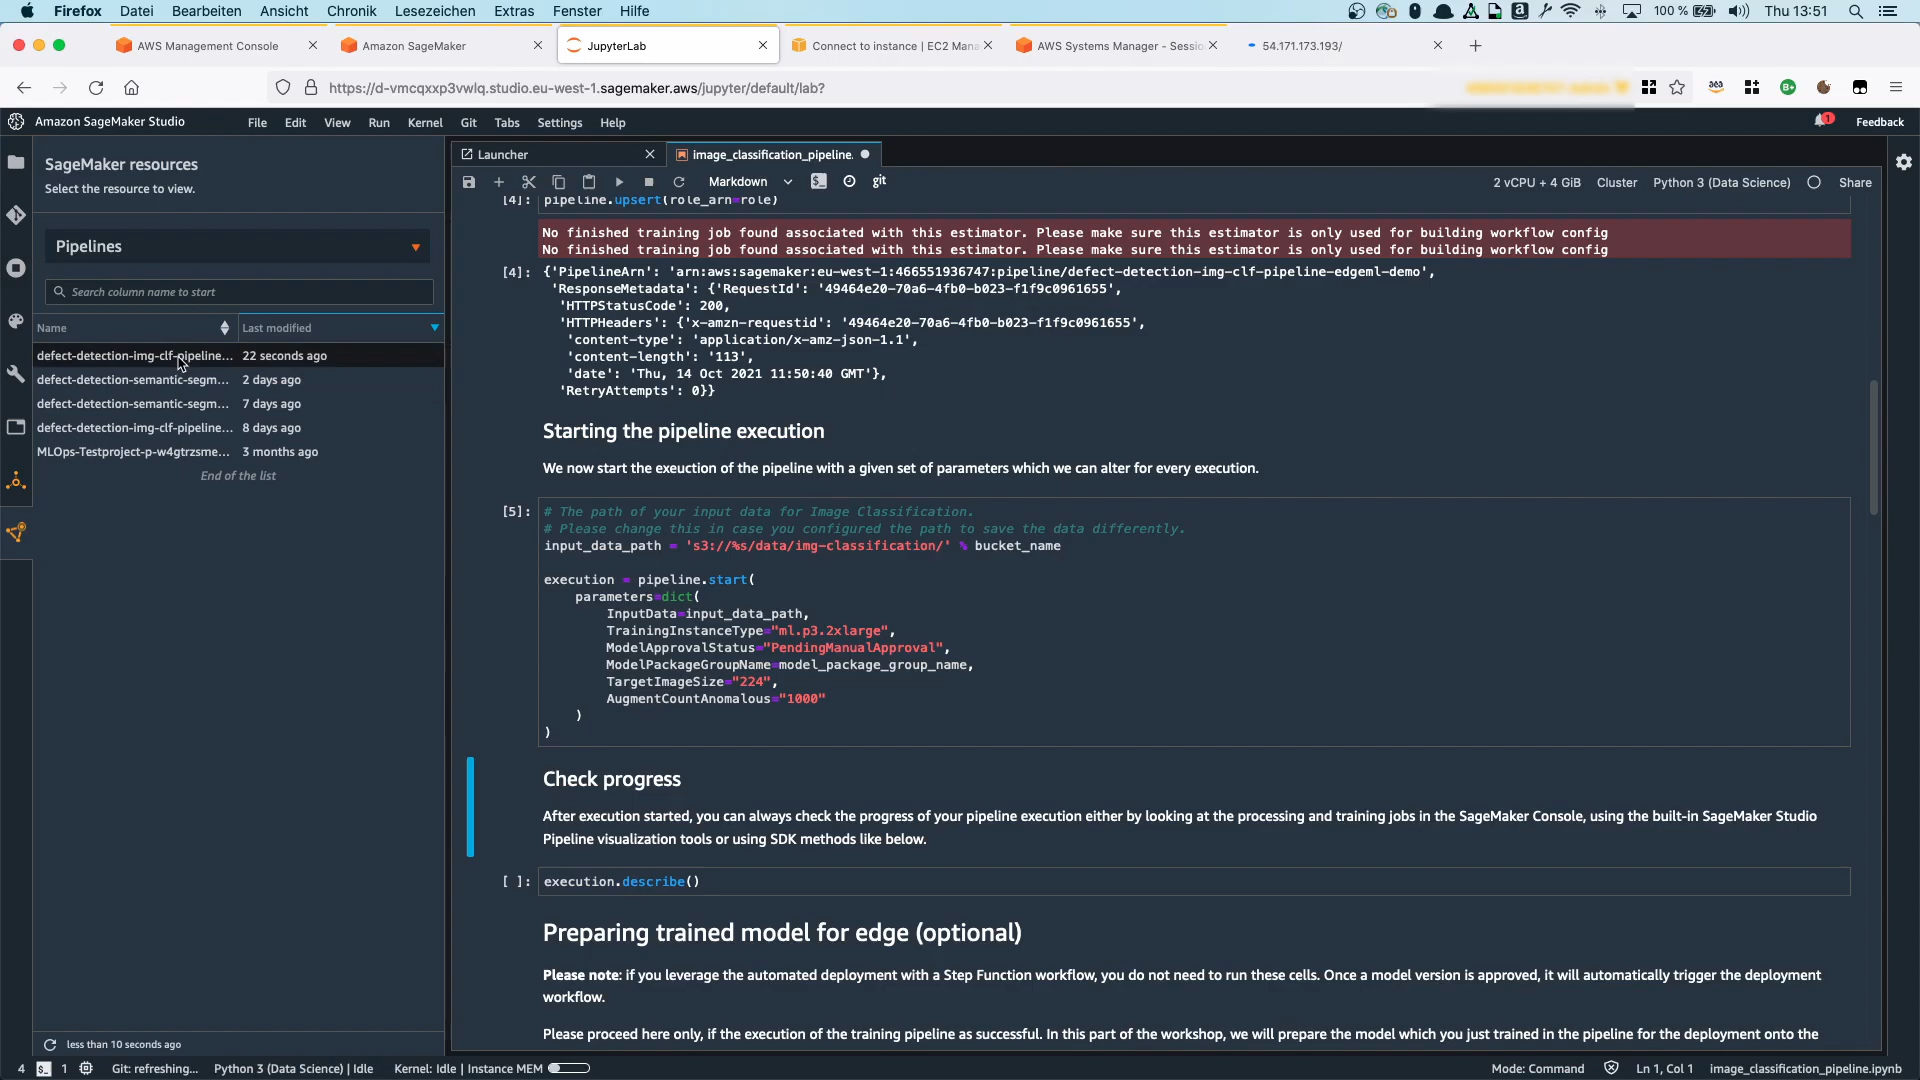 Firefox Datei Bearbeiten Ansicht Chronik Lesezeichen Extras Fenster Hilfe 100 % Thu 13:51
AWS Management Console Amazon SageMaker JupyterLab Connect to instance | EC2 Mana AWS Systems Manager - Sessio 54.171.173.193/
https://d-vmcqxxp3vwlq.studio.eu-west-1.sagemaker.aws/jupyter/default/lab?
Amazon SageMaker Studio File Edit View Run Kernel Git Tabs Settings Help 1 Feedback
SageMaker resources
Select the resource to view.
Pipelines
Search column name to start
Name Last modified
defect-detection-img-clf-pipeline... 22 seconds ago
defect-detection-semantic-segm... 2 days ago
defect-detection-semantic-segm... 7 days ago
defect-detection-img-clf-pipeline... 8 days ago
MLOps-Testproject-p-w4gtrzsme... 3 months ago
End of the list
less than 10 seconds ago
Launcher image_classification_pipeline.
Markdown git 2 vCPU + 4 GiB Cluster Python 3 (Data Science) Share
[4]: pipeline.upsert(role_arn=role)
No finished training job found associated with this estimator. Please make sure this estimator is only used for building workflow config
No finished training job found associated with this estimator. Please make sure this estimator is only used for building workflow config
[4]: {'PipelineArn': 'arn:aws:sagemaker:eu-west-1:466551936747:pipeline/defect-detection-img-clf-pipeline-edgeml-demo',
'ResponseMetadata': {'RequestId': '49464e20-70a6-4fb0-b023-f1f9c0961655',
'HTTPStatusCode': 200,
'HTTPHeaders': {'x-amzn-requestid': '49464e20-70a6-4fb0-b023-f1f9c0961655',
'content-type': 'application/x-amz-json-1.1',
'content-length': '113',
'date': 'Thu, 14 Oct 2021 11:50:40 GMT'},
'RetryAttempts': 0}}
Starting the pipeline execution
We now start the exeuction of the pipeline with a given set of parameters which we can alter for every execution.
[5]: # The path of your input data for Image Classification.
# Please change this in case you configured the path to save the data differently.
input_data_path = 's3://%s/data/img-classification/' % bucket_name
execution = pipeline.start(
parameters=dict(
InputData=input_data_path,
TrainingInstanceType="ml.p3.2xlarge",
ModelApprovalStatus="PendingManualApproval",
ModelPackageGroupName=model_package_group_name,
TargetImageSize="224",
AugmentCountAnomalous="1000"
)
)
Check progress
After execution started, you can always check the progress of your pipeline execution either by looking at the processing and training jobs in the SageMaker Console, using the built-in SageMaker Studio
Pipeline visualization tools or using SDK methods like below.
[ ]: execution.describe()
Preparing trained model for edge (optional)
Please note: if you leverage the automated deployment with a Step Function workflow, you do not need to run these cells. Once a model version is approved, it will automatically trigger the deployment
workflow.
Please proceed here only, if the execution of the training pipeline as successful. In this part of the workshop, we will prepare the model which you just trained in the pipeline for the deployment onto the
4 1 Git: refreshing... Python 3 (Data Science) | Idle Kernel: Idle | Instance MEM Mode: Command Ln 1, Col 1 image_classification_pipeline.ipynb